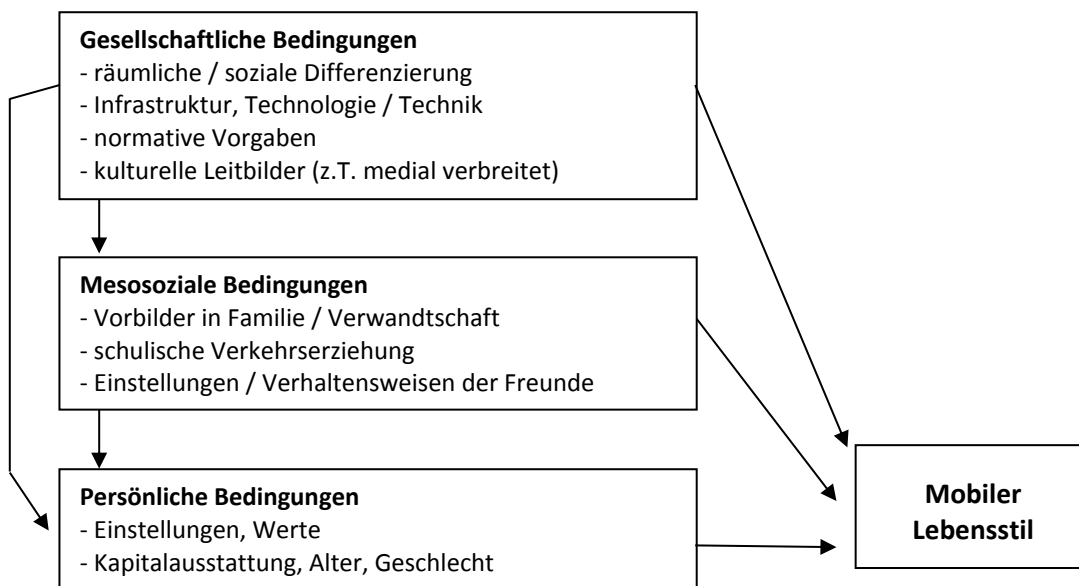 Gesellschaftliche Bedingungen
- räumliche / soziale Differenzierung
- Infrastruktur, Technologie / Technik
- normative Vorgaben
- kulturelle Leitbilder (z.T. medial verbreitet)
Mesosoziale Bedingungen
- Vorbilder in Familie / Verwandtschaft
- schulische Verkehrserziehung
- Einstellungen / Verhaltensweisen der Freunde
Persönliche Bedingungen
- Einstellungen, Werte
- Kapitalausstattung, Alter, Geschlecht
Mobiler
Lebensstil